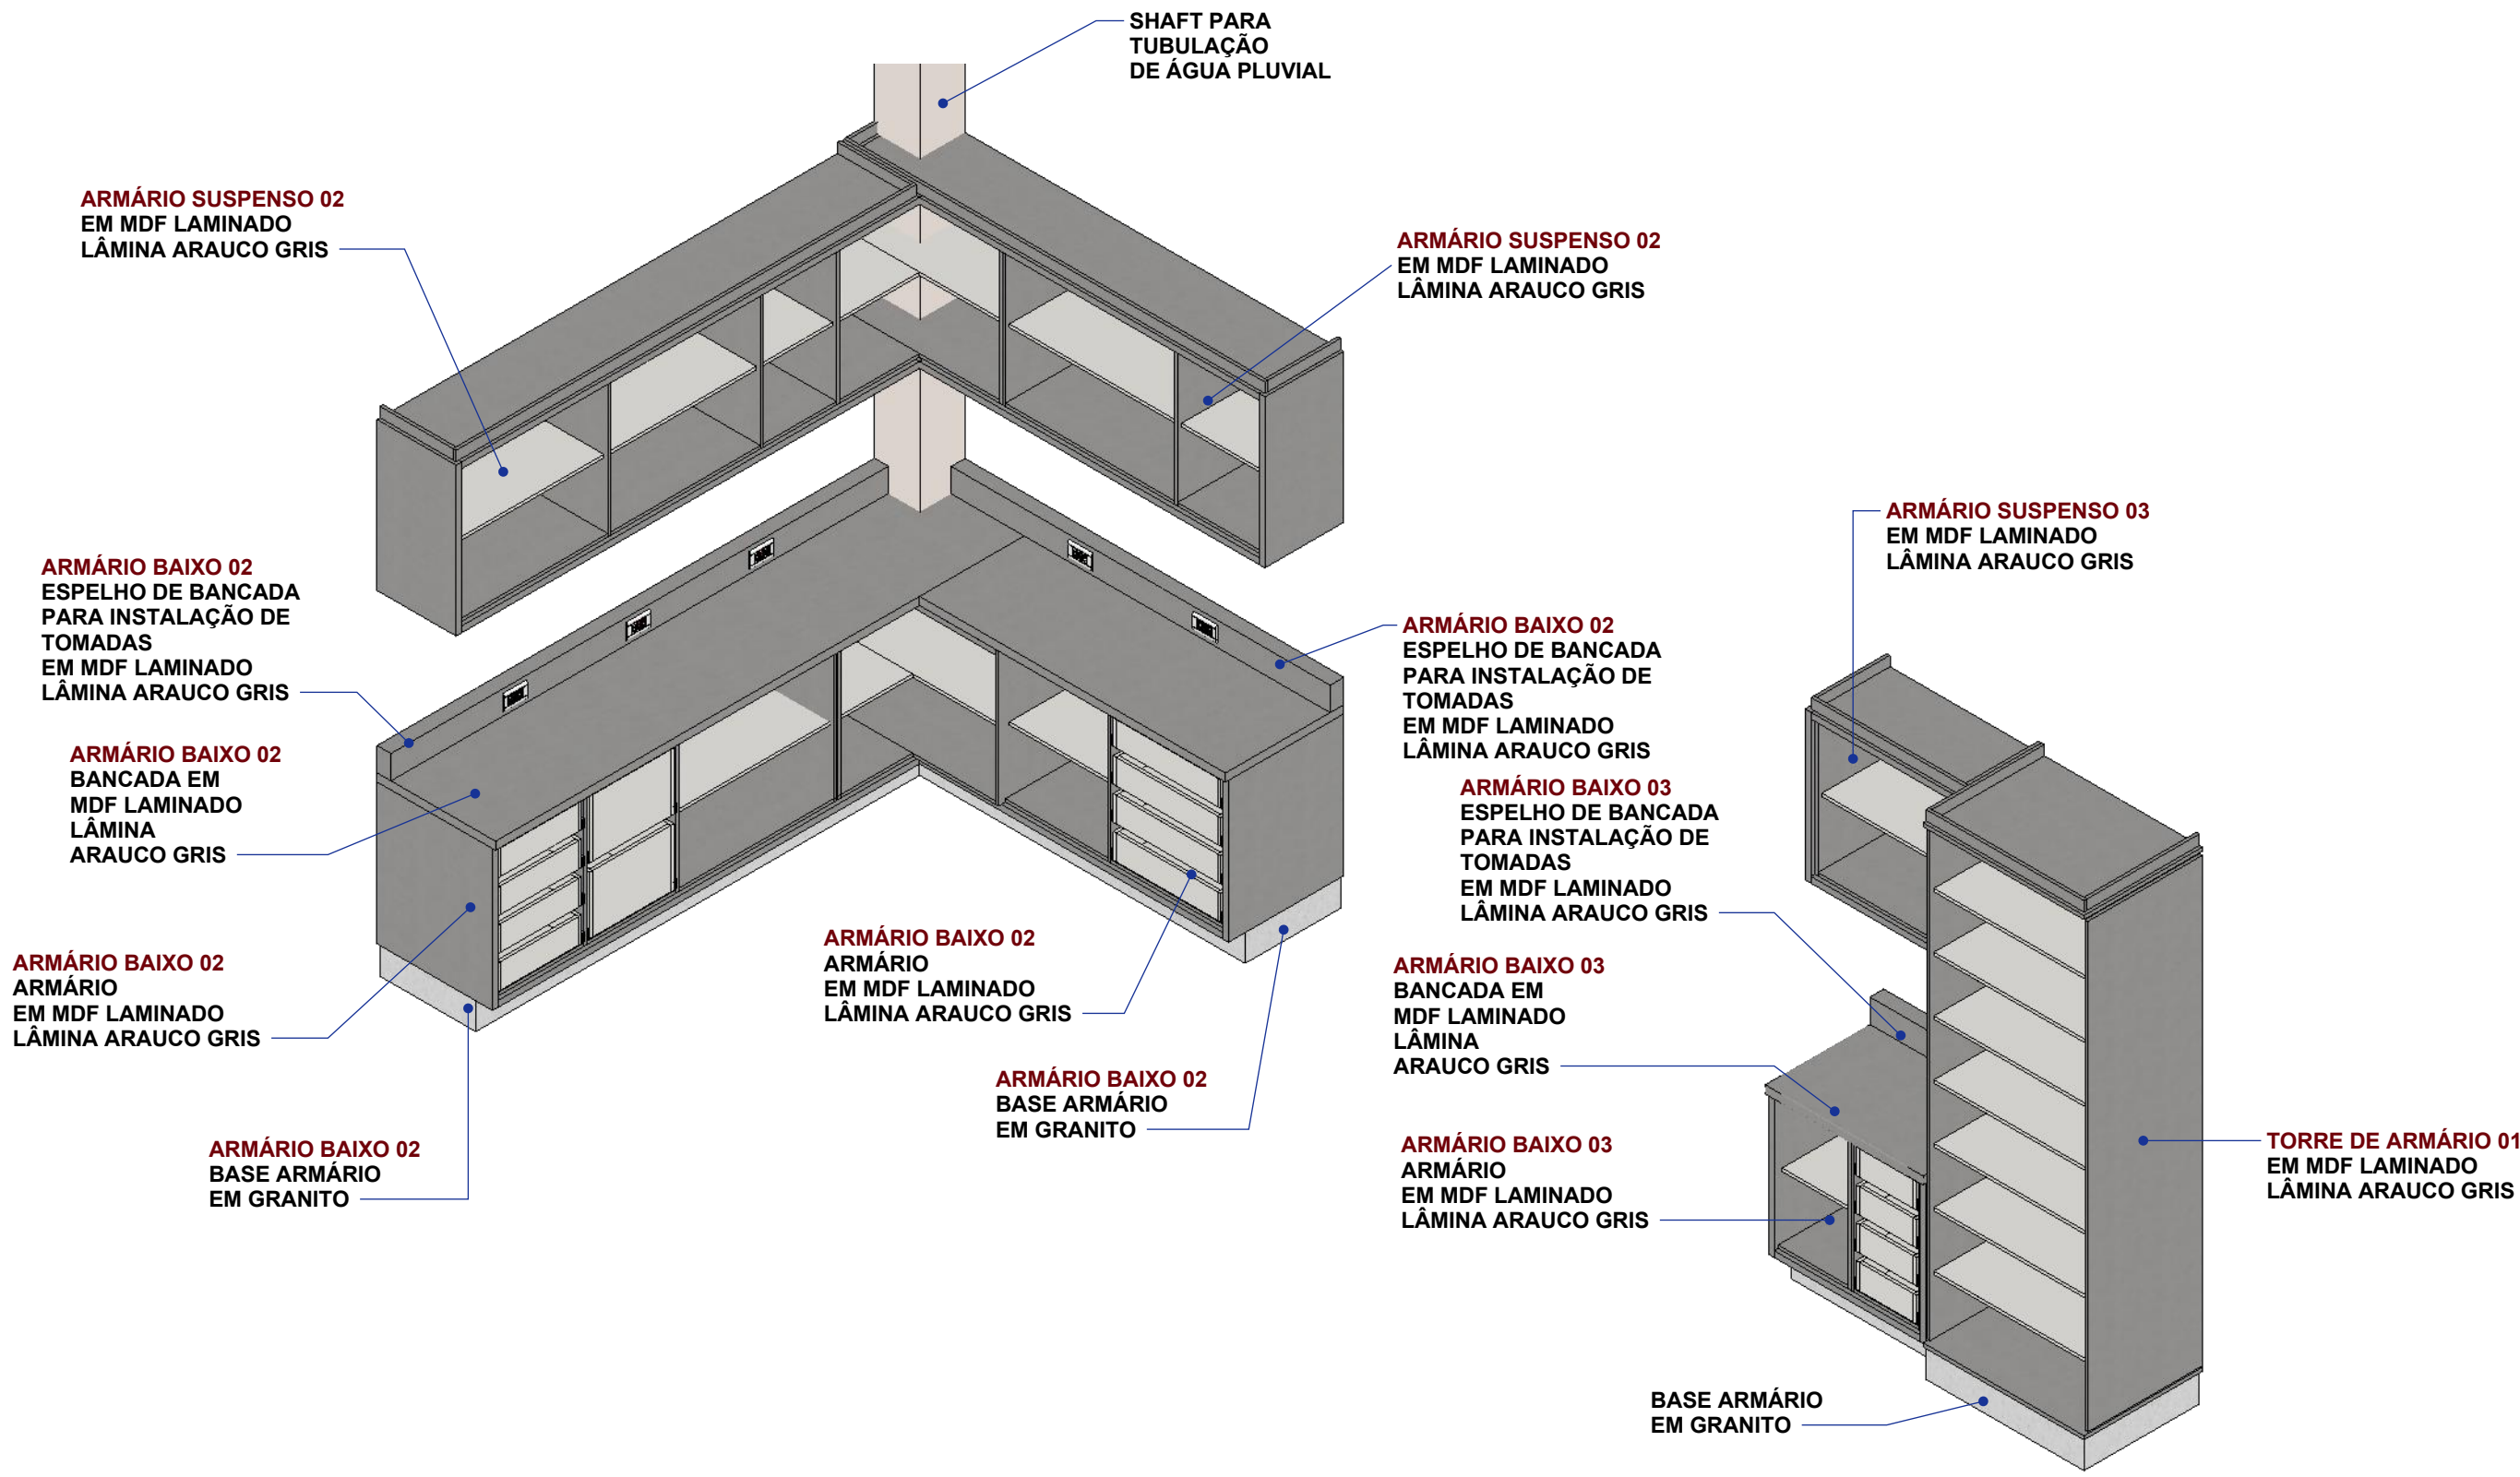 SHAFT PARA
TUBULAÇÃO
DE ÁGUA PLUVIAL
ARMÁRIO SUSPENSO 02
EM MDF LAMINADO
LÂMINA ARAUCO GRIS
ARMÁRIO SUSPENSO 02
EM MDF LAMINADO
LÂMINA ARAUCO GRIS
ARMÁRIO SUSPENSO 03
EM MDF LAMINADO
LÂMINA ARAUCO GRIS
ARMÁRIO BAIXO 02
ESPELHO DE BANCADA
PARA INSTALAÇÃO DE
TOMADAS
EM MDF LAMINADO
LÂMINA ARAUCO GRIS
ARMÁRIO BAIXO 02
ESPELHO DE BANCADA
PARA INSTALAÇÃO DE
TOMADAS
EM MDF LAMINADO
LÂMINA ARAUCO GRIS
ARMÁRIO BAIXO 02
BANCADA EM
MDF LAMINADO
LÂMINA
ARAUCO GRIS
ARMÁRIO BAIXO 03
ESPELHO DE BANCADA
PARA INSTALAÇÃO DE
TOMADAS
EM MDF LAMINADO
LÂMINA ARAUCO GRIS
ARMÁRIO BAIXO 02
ARMÁRIO
EM MDF LAMINADO
LÂMINA ARAUCO GRIS
ARMÁRIO BAIXO 02
ARMÁRIO
EM MDF LAMINADO
LÂMINA ARAUCO GRIS
ARMÁRIO BAIXO 03
BANCADA EM
MDF LAMINADO
LÂMINA
ARAUCO GRIS
ARMÁRIO BAIXO 02
BASE ARMÁRIO
EM GRANITO
ARMÁRIO BAIXO 02
BASE ARMÁRIO
EM GRANITO
ARMÁRIO BAIXO 03
ARMÁRIO
EM MDF LAMINADO
LÂMINA ARAUCO GRIS
TORRE DE ARMÁRIO 01
EM MDF LAMINADO
LÂMINA ARAUCO GRIS
BASE ARMÁRIO
EM GRANITO